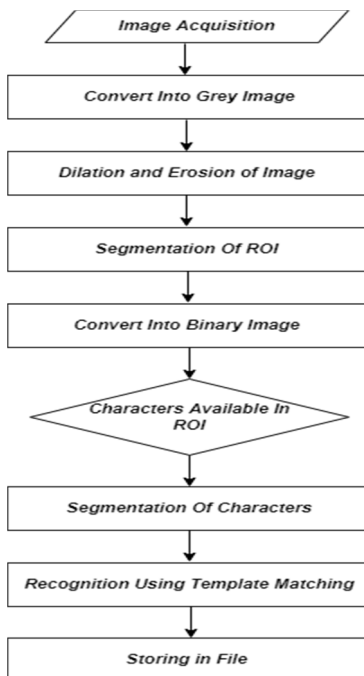 Image Acquisition
Convert Into Grey Image
Dilation and Erosion of Image
Segmentation Of ROI
Convert Into Binary Image
Characters Available In
ROI
Segmentation Of Characters
Recognition Using Template Matching
Storing in File